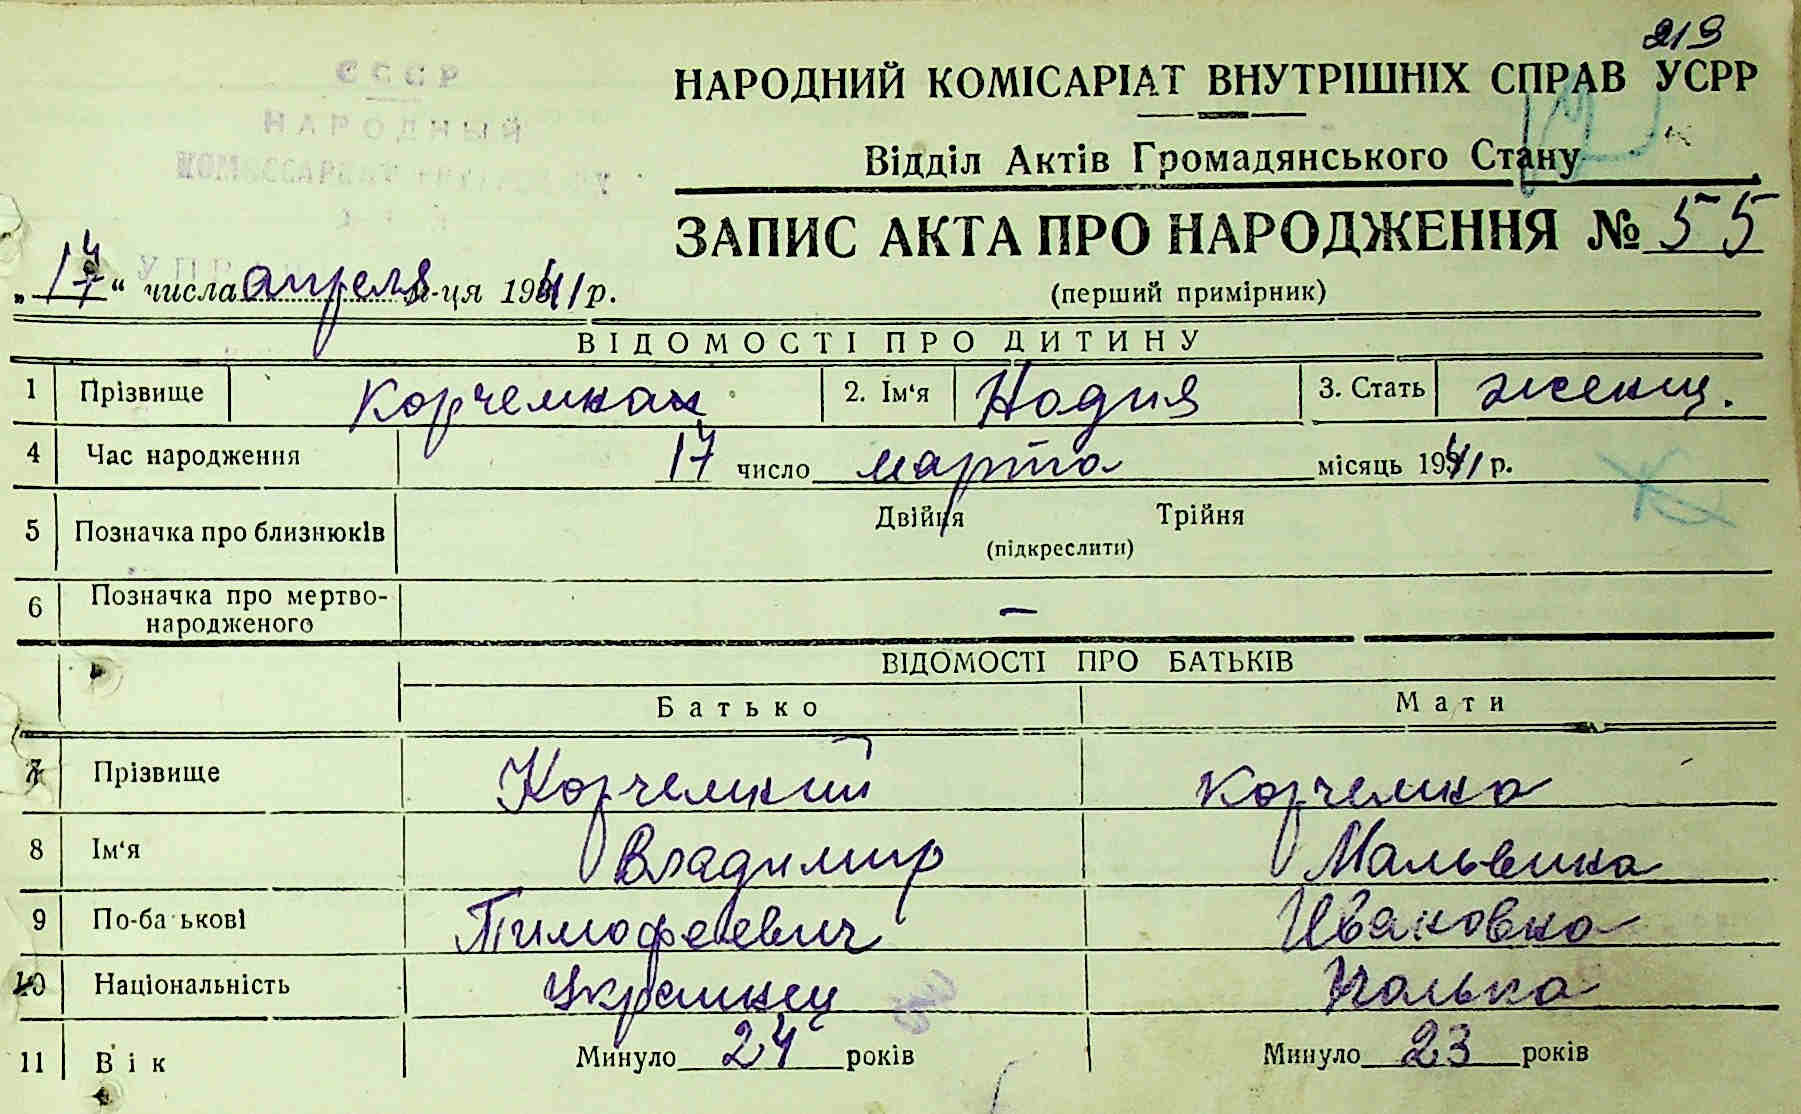 219
СССР
НАРОДНЫЙ
НАРОДНИЙ КОМІСАРІАТ ВНУТРІШНІХ СПРАВ УСРР
Відділ Актів Громадянського Стану
ЗАПИС АКТА ПРО НАРОДЖЕННЯ № 55
„17“ числа апреля м-ця 1941 р.
(перший примірник)
ВІДОМОСТІ ПРО ДИТИНУ
1 Прізвище Корчемная 2. Ім‘я Надия 3. Стать женщ.
4 Час народження 17 число марта місяць 1941 р.
5 Позначка про близнюків Двійня Трійня
(підкреслити)
6 Позначка про мертво-
народженого —
ВІДОМОСТІ ПРО БАТЬКІВ
Батько Мати
7 Прізвище Корчемний Корчемна
8 Ім‘я Владимир Мальвина
9 По-батькові Тимофеевич Ивановна
10 Національність Украинец Полька
11 Вік Минуло 24 років Минуло 23 років